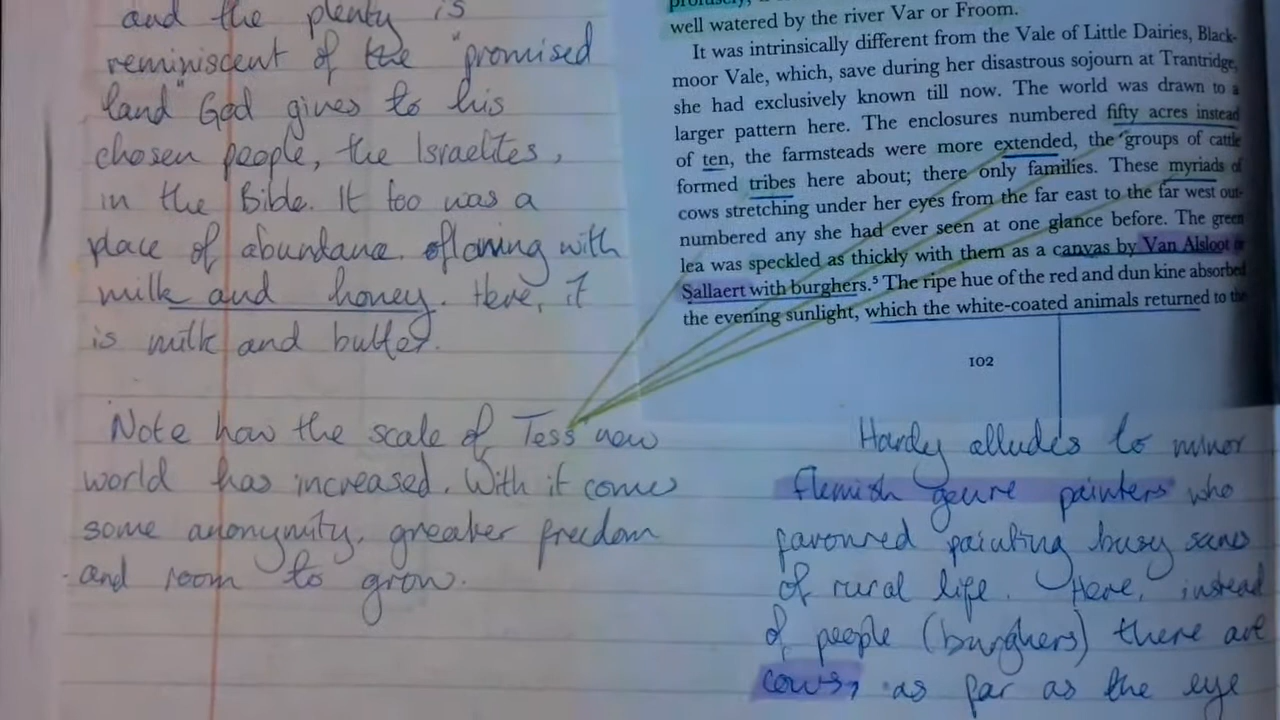 and the plenty is
reminiscent of the "promised
land" God gives to his
chosen people, the Israelites,
in the Bible. It too was a
place of abundance, flowing with
milk and honey. Here, it
is milk and butter.
Note how the scale of Tess' new
world has increased. With it comes
some anonymity, greater freedom
and room to grow.
profusely,
well watered by the river Var or Froom.
It was intrinsically different from the Vale of Little Dairies, Black-
moor Vale, which, save during her disastrous sojourn at Trantridge,
she had exclusively known till now. The world was drawn to a
larger pattern here. The enclosures numbered fifty acres instead
of ten, the farmsteads were more extended, the groups of cattle
formed tribes here about; there only families. These myriads of
cows stretching under her eyes from the far east to the far west out-
numbered any she had ever seen at one glance before. The green
lea was speckled as thickly with them as a canvas by Van Alsloot or
Sallaert with burghers.⁵ The ripe hue of the red and dun kine absorbed
the evening sunlight, which the white-coated animals returned to the
102
Hardy alludes to minor
flemish genre painters who
favoured painting busy scenes
of rural life. Here, instead
of people (burghers) there are
cows, as far as the eye